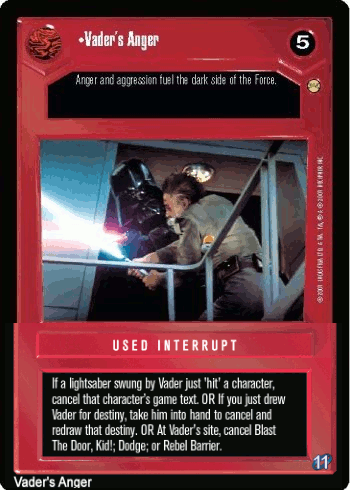 •Vader's Anger
5
Anger and aggression fuel the dark side of the Force.
USED INTERRUPT
If a lightsaber swung by Vader just 'hit' a character,
cancel that character's game text. OR If you just drew
Vader for destiny, take him into hand to cancel and
redraw that destiny. OR At Vader's site, cancel Blast
The Door, Kid!; Dodge; or Rebel Barrier.
11
Vader's Anger